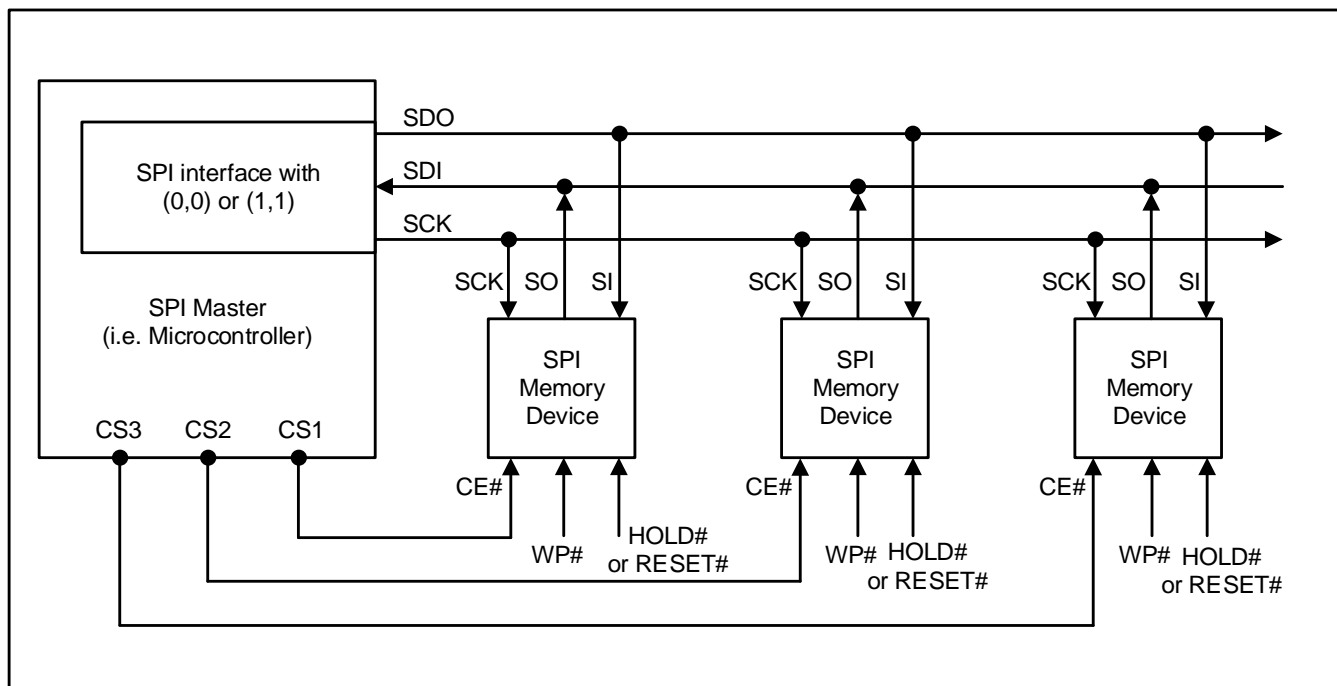 SDO
SPI interface with
(0,0) or (1,1)
SDI
SCK
SCK SO SI
SCK SO SI
SCK SO SI
SPI Master
(i.e. Microcontroller)
SPI
Memory
Device
SPI
Memory
Device
SPI
Memory
Device
CS3 CS2 CS1
CE#
WP#
HOLD#
or RESET#
CE#
WP#
HOLD#
or RESET#
CE#
WP#
HOLD#
or RESET#